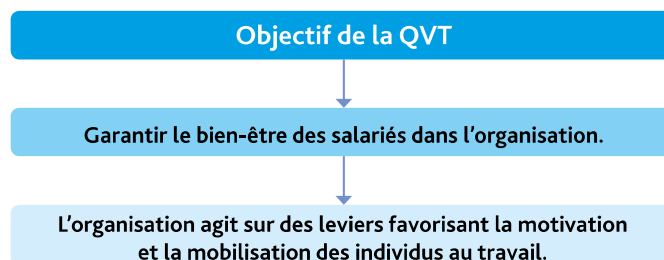 Objectif de la QVT
Garantir le bien-être des salariés dans l'organisation.
L'organisation agit sur des leviers favorisant la motivation
et la mobilisation des individus au travail.